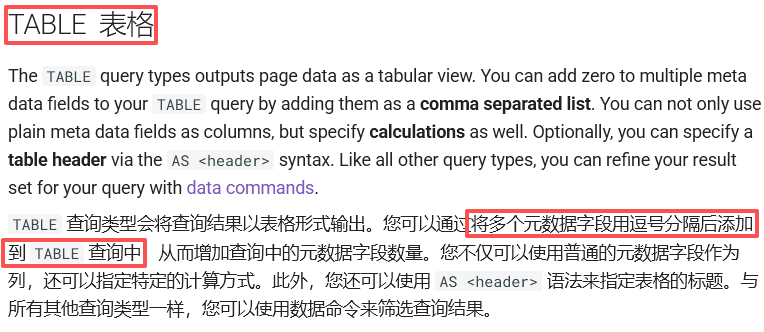 TABLE 表格
The TABLE query types outputs page data as a tabular view. You can add zero to multiple meta
data fields to your TABLE query by adding them as a comma separated list. You can not only use
plain meta data fields as columns, but specify calculations as well. Optionally, you can specify a
table header via the AS <header> syntax. Like all other query types, you can refine your result
set for your query with data commands.
TABLE 查询类型会将查询结果以表格形式输出。您可以通过将多个元数据字段用逗号分隔后添加
到 TABLE 查询中 从而增加查询中的元数据字段数量。您不仅可以使用普通的元数据字段作为
列，还可以指定特定的计算方式。此外，您还可以使用 AS <header> 语法来指定表格的标题。与
所有其他查询类型一样，您可以使用数据命令来筛选查询结果。